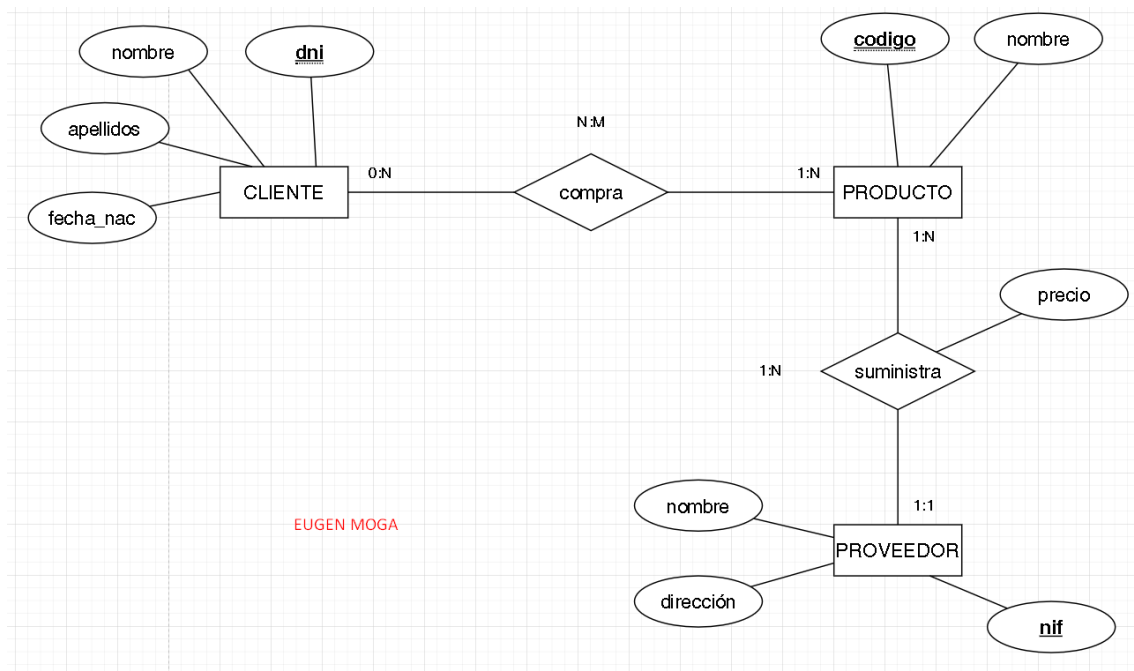 nombre
dni
codigo
nombre
apellidos
N:M
CLIENTE
0:N
compra
1:N
PRODUCTO
fecha_nac
1:N
precio
1:N
suministra
nombre
1:1
EUGEN MOGA
PROVEEDOR
dirección
nif